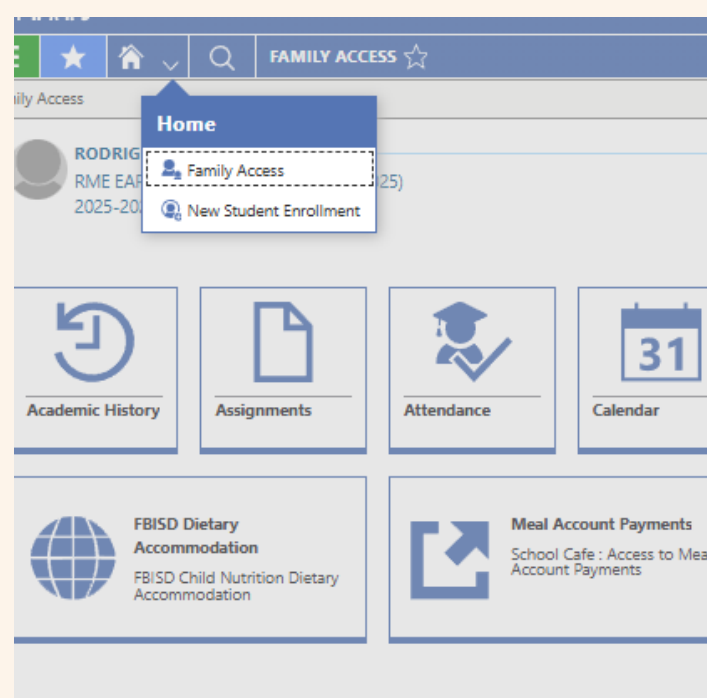 FAMILY ACCESS
ily Access
Home
RODRIG
Family Access
RME EAR
25)
New Student Enrollment
2025-20
31
Academic History
Assignments
Attendance
Calendar
FBISD Dietary
Accommodation
FBISD Child Nutrition Dietary
Accommodation
Meal Account Payments
School Cafe : Access to Mea
Account Payments